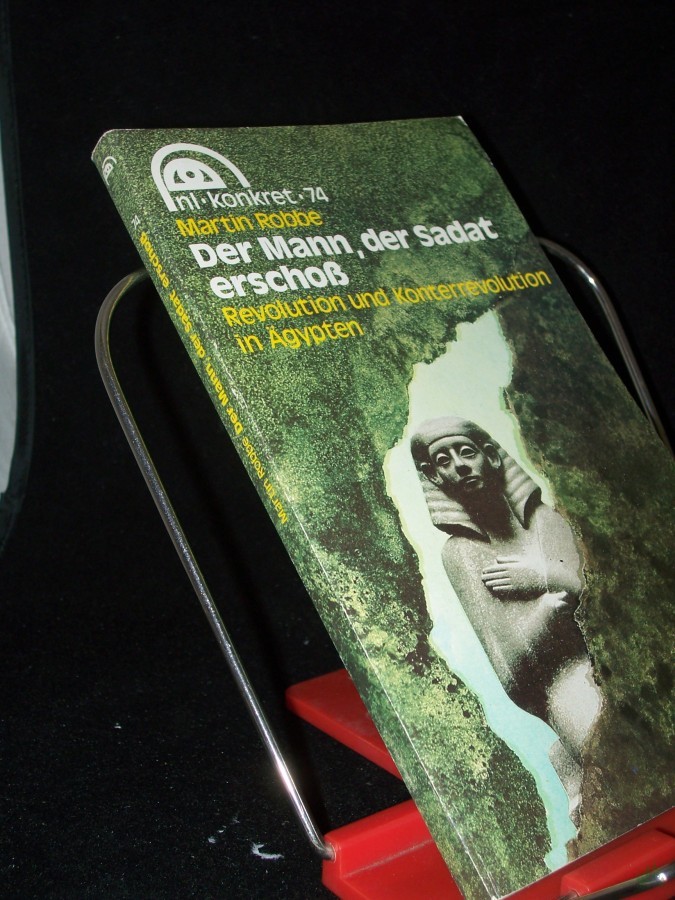 nl·konkret·74
Martin Robbe
Der Mann, der Sadat
erschoß
Revolution und Konterrevolution
in Ägypten
74 Martin Robbe Der Mann, der Sadat erschoß